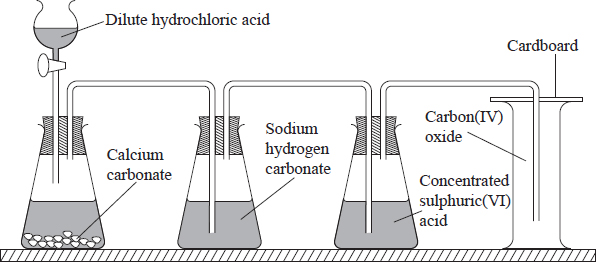 Dilute hydrochloric acid
Cardboard
Calcium
carbonate
Sodium
hydrogen
carbonate
Carbon(IV)
oxide
Concentrated
sulphuric(VI)
acid